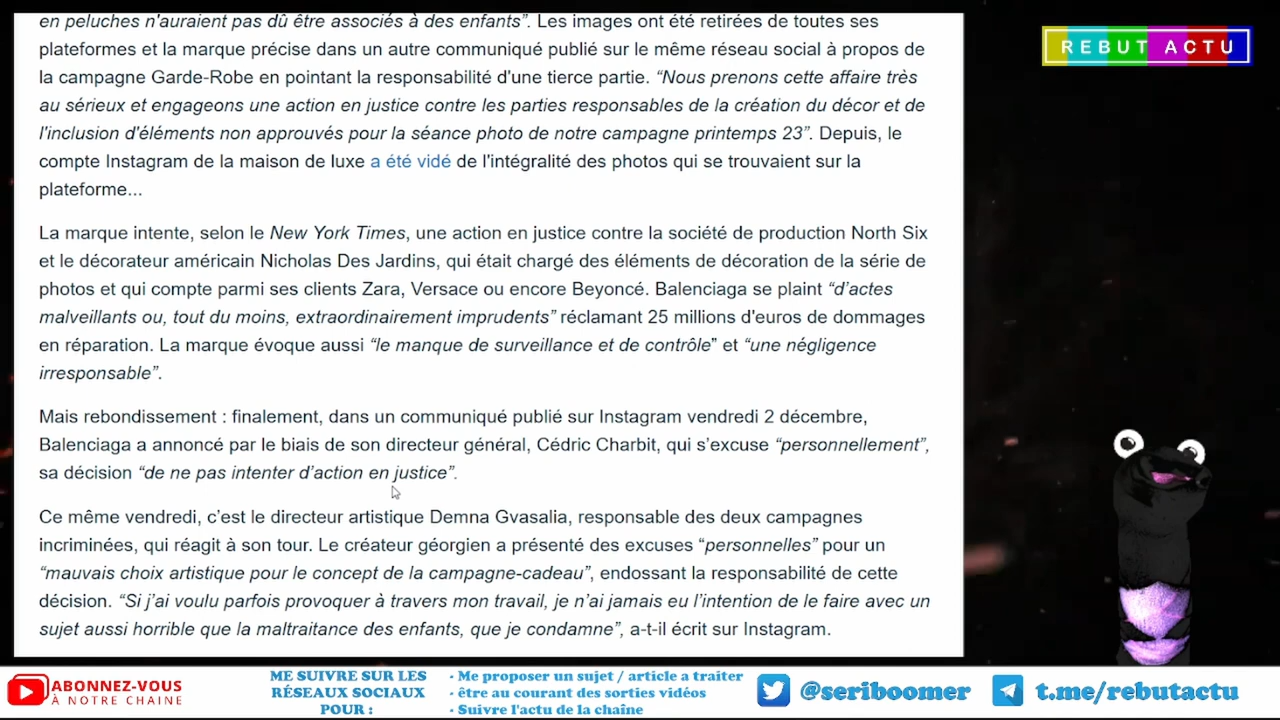 en peluches n'auraient pas dû être associés à des enfants”. Les images ont été retirées de toutes ses
plateformes et la marque précise dans un autre communiqué publié sur le même réseau social à propos de
la campagne Garde-Robe en pointant la responsabilité d'une tierce partie. “Nous prenons cette affaire très
au sérieux et engageons une action en justice contre les parties responsables de la création du décor et de
l'inclusion d'éléments non approuvés pour la séance photo de notre campagne printemps 23”. Depuis, le
compte Instagram de la maison de luxe a été vidé de l'intégralité des photos qui se trouvaient sur la
plateforme...
La marque intente, selon le New York Times, une action en justice contre la société de production North Six
et le décorateur américain Nicholas Des Jardins, qui était chargé des éléments de décoration de la série de
photos et qui compte parmi ses clients Zara, Versace ou encore Beyoncé. Balenciaga se plaint “d’actes
malveillants ou, tout du moins, extraordinairement imprudents” réclamant 25 millions d'euros de dommages
en réparation. La marque évoque aussi “le manque de surveillance et de contrôle” et “une négligence
irresponsable”.
Mais rebondissement : finalement, dans un communiqué publié sur Instagram vendredi 2 décembre,
Balenciaga a annoncé par le biais de son directeur général, Cédric Charbit, qui s’excuse “personnellement”,
sa décision “de ne pas intenter d’action en justice”.
Ce même vendredi, c’est le directeur artistique Demna Gvasalia, responsable des deux campagnes
incriminées, qui réagit à son tour. Le créateur géorgien a présenté des excuses “personnelles” pour un
“mauvais choix artistique pour le concept de la campagne-cadeau”, endossant la responsabilité de cette
décision. “Si j’ai voulu parfois provoquer à travers mon travail, je n’ai jamais eu l’intention de le faire avec un
sujet aussi horrible que la maltraitance des enfants, que je condamne”, a-t-il écrit sur Instagram.
REBUT ACTU
ABONNEZ-VOUS
À NOTRE CHAINE
ME SUIVRE SUR LES
RÉSEAUX SOCIAUX
POUR :
· Me proposer un sujet / article a traiter
· être au courant des sorties vidéos
· Suivre l'actu de la chaîne
@seriboomer
t.me/rebutactu